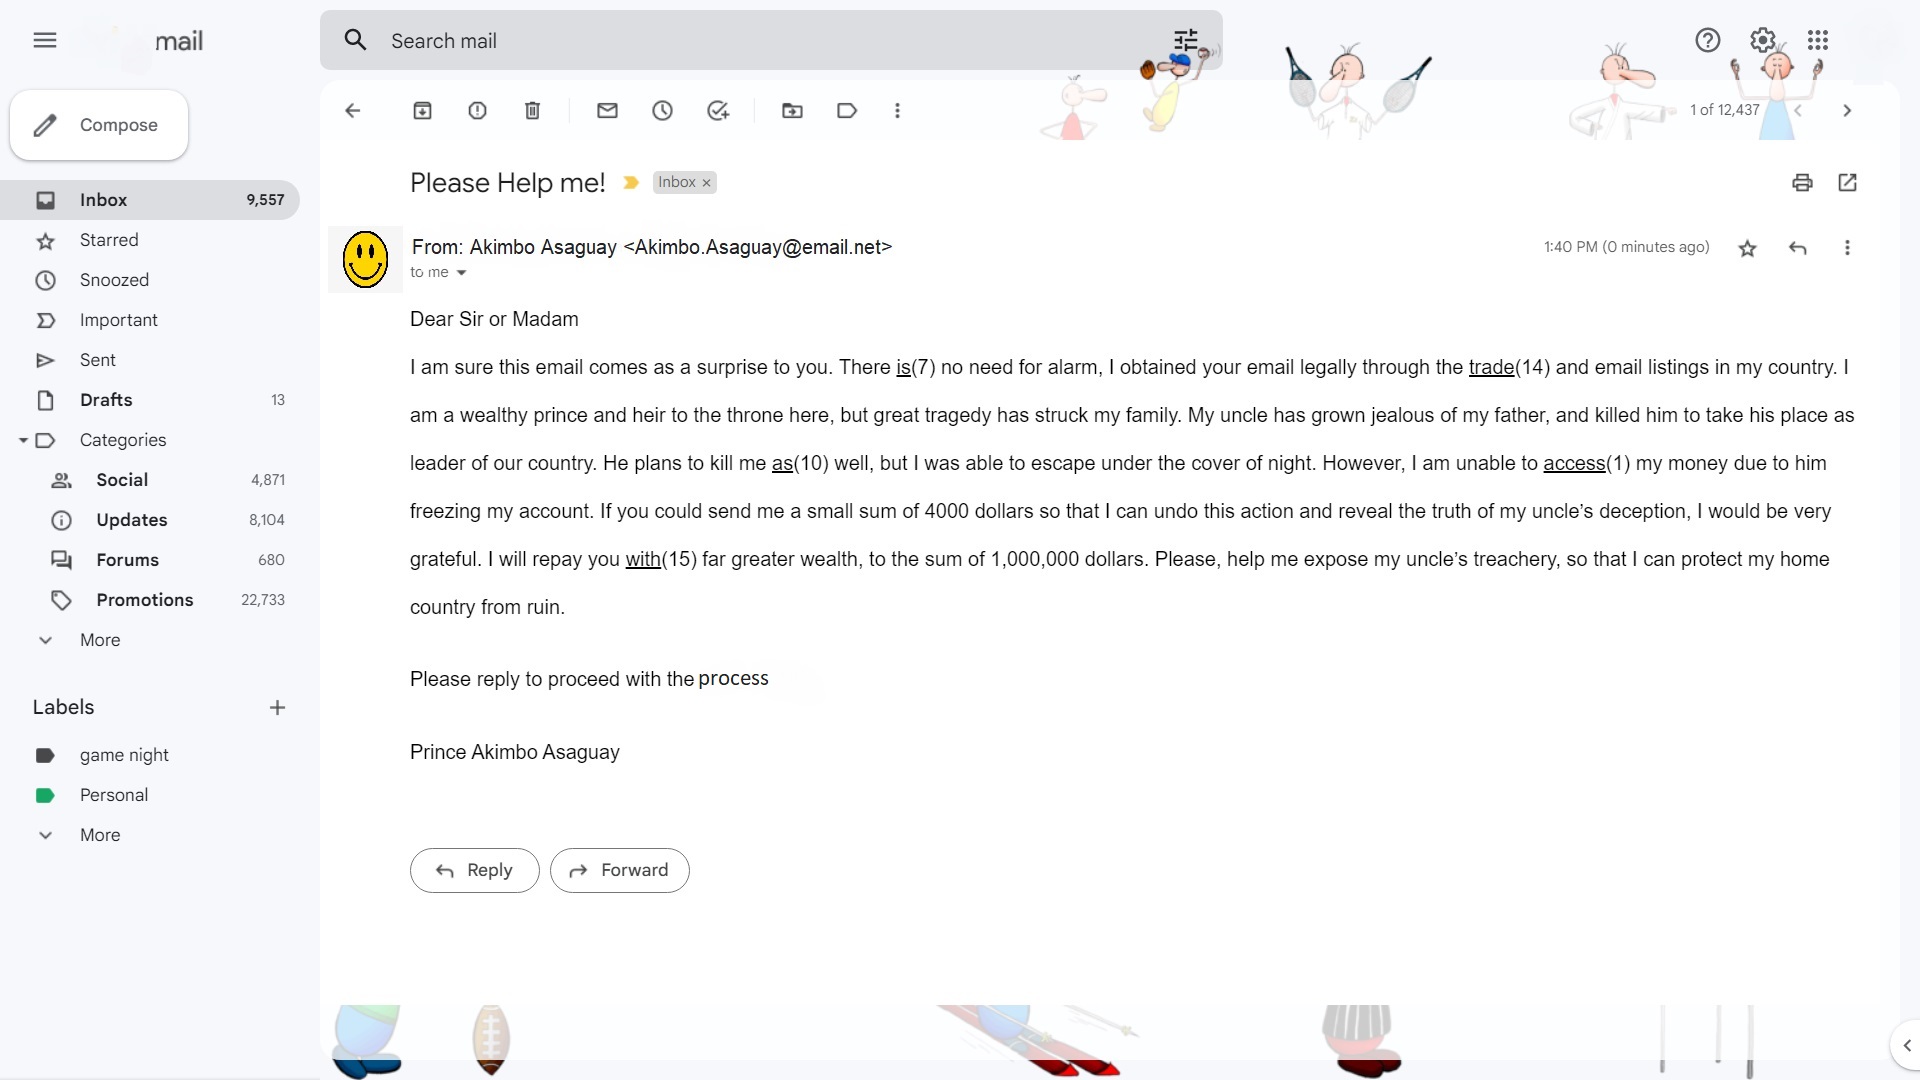 mail
Search mail
Compose
1 of 12,437
Inbox 9,557
Starred
Snoozed
Important
Sent
Drafts 13
Categories
Social 4,871
Updates 8,104
Forums 680
Promotions 22,733
More
Labels +
game night
Personal
More
Please Help me! Inbox ×
From: Akimbo Asaguay <Akimbo.Asaguay@email.net> 1:40 PM (0 minutes ago)
to me
Dear Sir or Madam
I am sure this email comes as a surprise to you. There is(7) no need for alarm, I obtained your email legally through the trade(14) and email listings in my country. I
am a wealthy prince and heir to the throne here, but great tragedy has struck my family. My uncle has grown jealous of my father, and killed him to take his place as
leader of our country. He plans to kill me as(10) well, but I was able to escape under the cover of night. However, I am unable to access(1) my money due to him
freezing my account. If you could send me a small sum of 4000 dollars so that I can undo this action and reveal the truth of my uncle’s deception, I would be very
grateful. I will repay you with(15) far greater wealth, to the sum of 1,000,000 dollars. Please, help me expose my uncle’s treachery, so that I can protect my home
country from ruin.
Please reply to proceed with the process
Prince Akimbo Asaguay
Reply
Forward